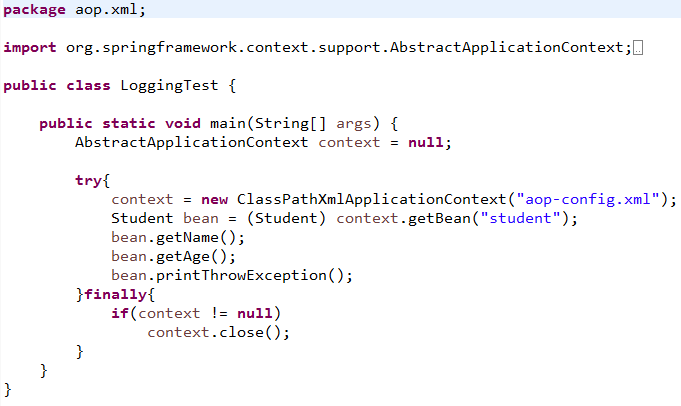 package aop.xml;
import org.springframework.context.support.AbstractApplicationContext;
public class LoggingTest {
public static void main(String[] args) {
AbstractApplicationContext context = null;
try{
context = new ClassPathXmlApplicationContext("aop-config.xml");
Student bean = (Student) context.getBean("student");
bean.getName();
bean.getAge();
bean.printThrowException();
}finally{
if(context != null)
context.close();
}
}
}